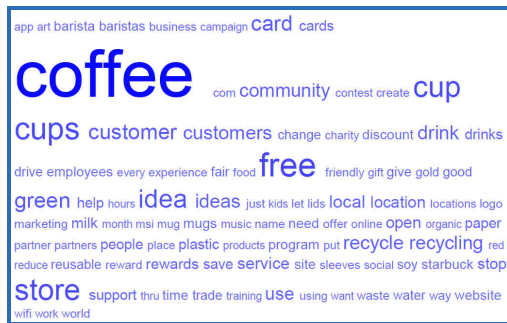 app art barista baristas business campaign card cards
coffee com community contest create cup
cups customer customers change charity discount drink drinks
drive employees every experience fair food free friendly gift give gold good
green help hours idea ideas just kids let lids local location locations logo
marketing milk month msi mug mugs music name need offer online open organic paper
partner partners people place plastic products program put recycle recycling red
reduce reusable reward rewards save service site sleeves social soy starbuck stop
store support thru time trade training use using want waste water way website
wifi work world